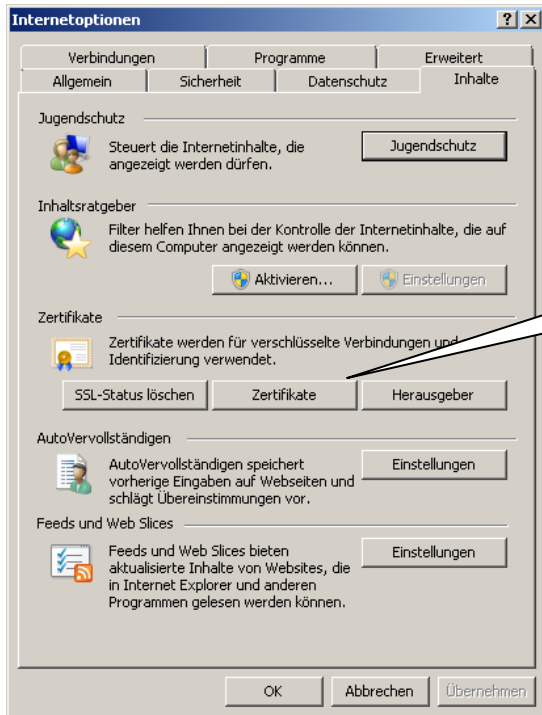 Internetoptionen
Verbindungen Programme Erweitert
Allgemein Sicherheit Datenschutz Inhalte
Jugendschutz
Steuert die Internetinhalte, die
angezeigt werden dürfen.
Jugendschutz
Inhaltsratgeber
Filter helfen Ihnen bei der Kontrolle der Internetinhalte, die auf
diesem Computer angezeigt werden können.
Aktivieren... Einstellungen
Zertifikate
Zertifikate werden für verschlüsselte Verbindungen und
Identifizierung verwendet.
SSL-Status löschen Zertifikate Herausgeber
AutoVervollständigen
AutoVervollständigen speichert
vorherige Eingaben auf Webseiten und
schlägt Übereinstimmungen vor.
Einstellungen
Feeds und Web Slices
Feeds und Web Slices bieten
aktualisierte Inhalte von Websites, die
in Internet Explorer und anderen
Programmen gelesen werden können.
Einstellungen
OK Abbrechen Übernehmen